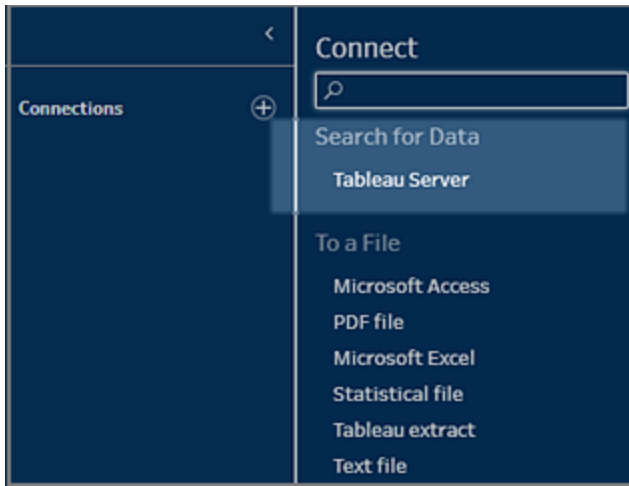 Connections
Connect
Search for Data
Tableau Server
To a File
Microsoft Access
PDF file
Microsoft Excel
Statistical file
Tableau extract
Text file